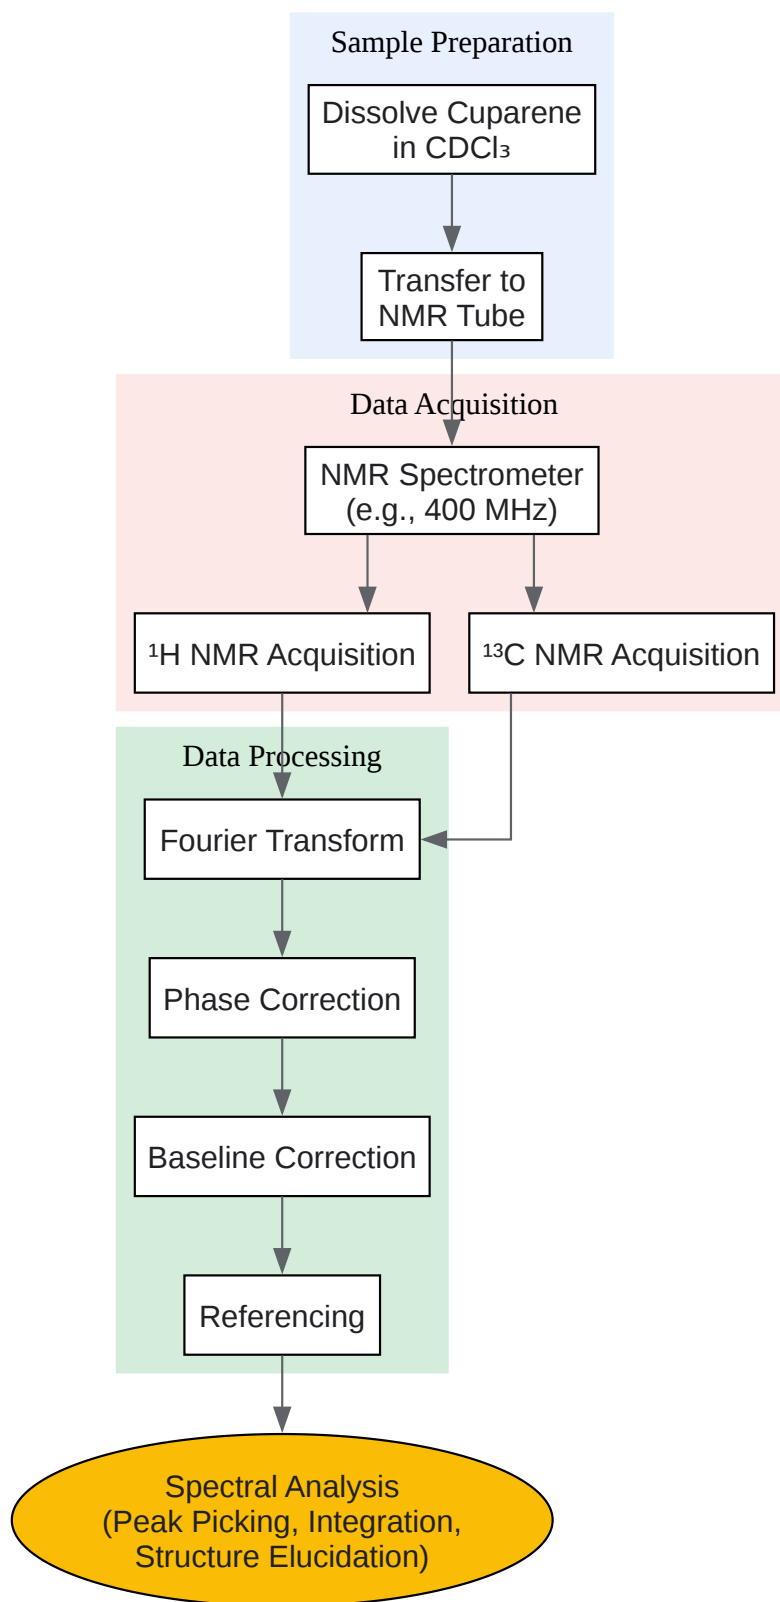 Sample Preparation
Dissolve Cuparene
in CDCl₃
Transfer to
NMR Tube
Data Acquisition
NMR Spectrometer
(e.g., 400 MHz)
¹H NMR Acquisition
¹³C NMR Acquisition
Data Processing
Fourier Transform
Phase Correction
Baseline Correction
Referencing
Spectral Analysis
(Peak Picking, Integration,
Structure Elucidation)